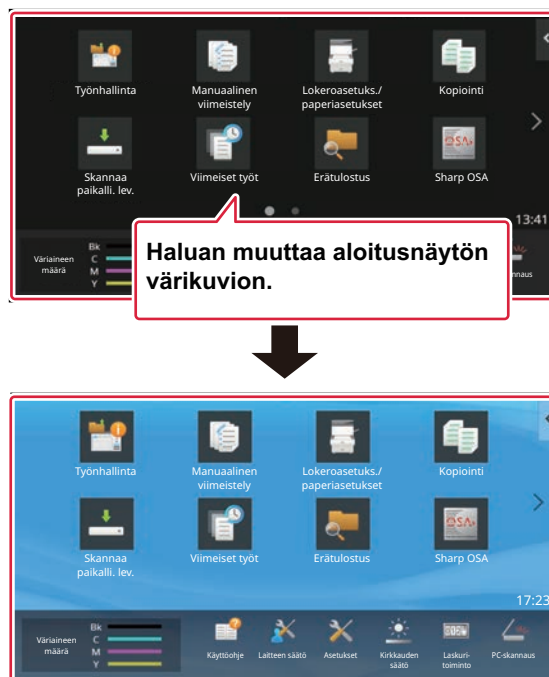 Työnhallinta
Manuaalinen
viimeistely
Lokeroasetuks./
paperiasetukset
Kopiointi
Skannaa
paikalli. lev.
Viimeiset työt
Erätulostus
OSA
Sharp OSA
13:41
Väriaineen
määrä
Bk
C
M
Y
Haluan muuttaa aloitusnäytön
värikuvion.
Työnhallinta
Manuaalinen
viimeistely
Lokeroasetuks./
paperiasetukset
Kopiointi
Skannaa
paikalli. lev.
Viimeiset työt
Erätulostus
OSA
Sharp OSA
17:23
Väriaineen
määrä
Bk
C
M
Y
Käyttöohje
Laitteen säätö
Asetukset
Kirkkauden
säätö
Laskuri-
toiminto
PC-skannaus